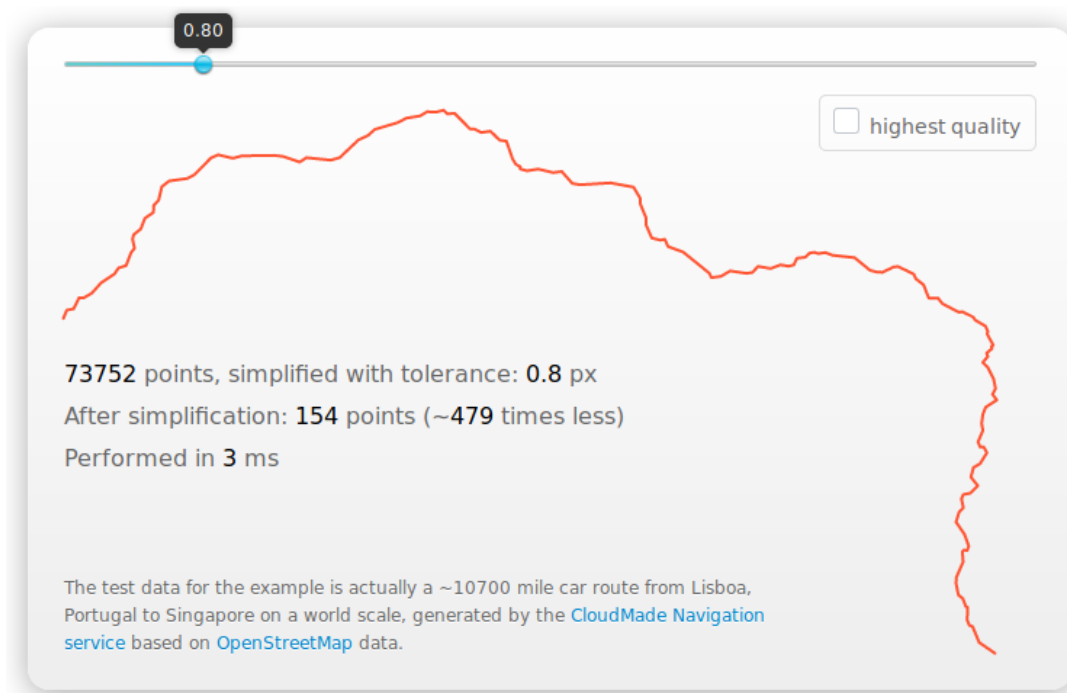 0.80
highest quality
73752 points, simplified with tolerance: 0.8 px
After simplification: 154 points (~479 times less)
Performed in 3 ms
The test data for the example is actually a ~10700 mile car route from Lisboa,
Portugal to Singapore on a world scale, generated by the CloudMade Navigation
service based on OpenStreetMap data.